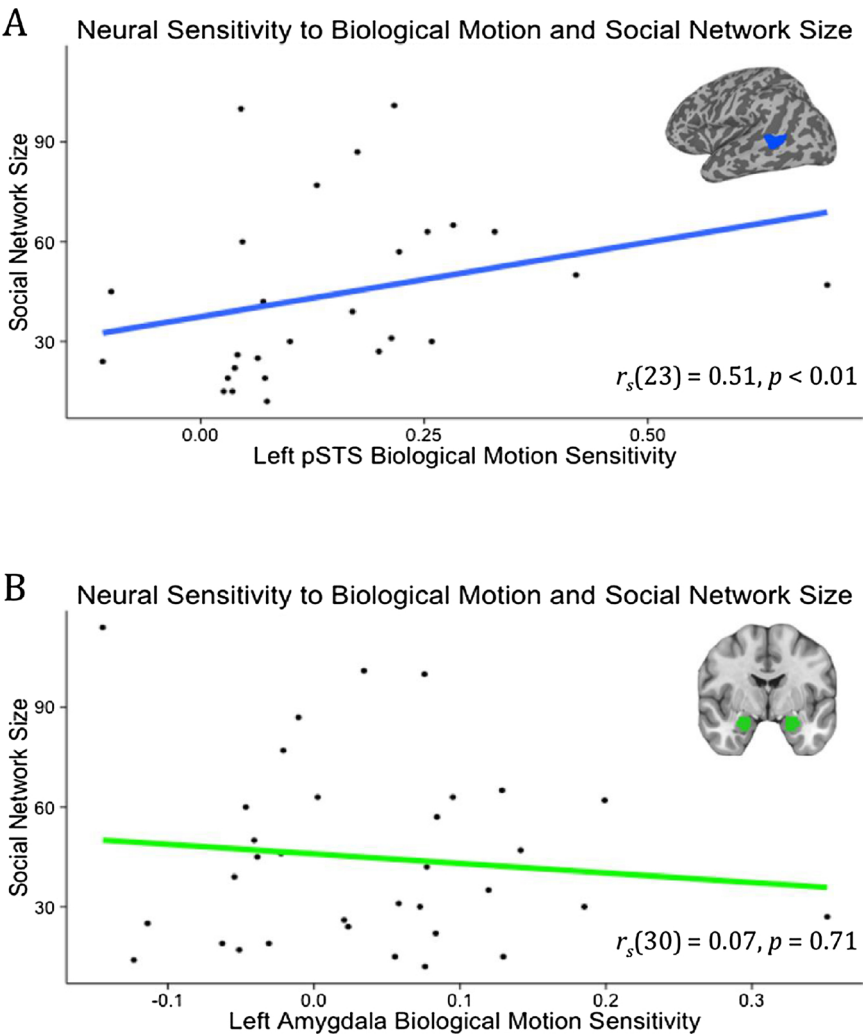 A
Neural Sensitivity to Biological Motion and Social Network Size
Social Network Size
90
60
30
rs(23) = 0.51, p < 0.01
0.00 0.25 0.50
Left pSTS Biological Motion Sensitivity
B
Neural Sensitivity to Biological Motion and Social Network Size
Social Network Size
90
60
30
rs(30) = 0.07, p = 0.71
-0.1 0.0 0.1 0.2 0.3
Left Amygdala Biological Motion Sensitivity